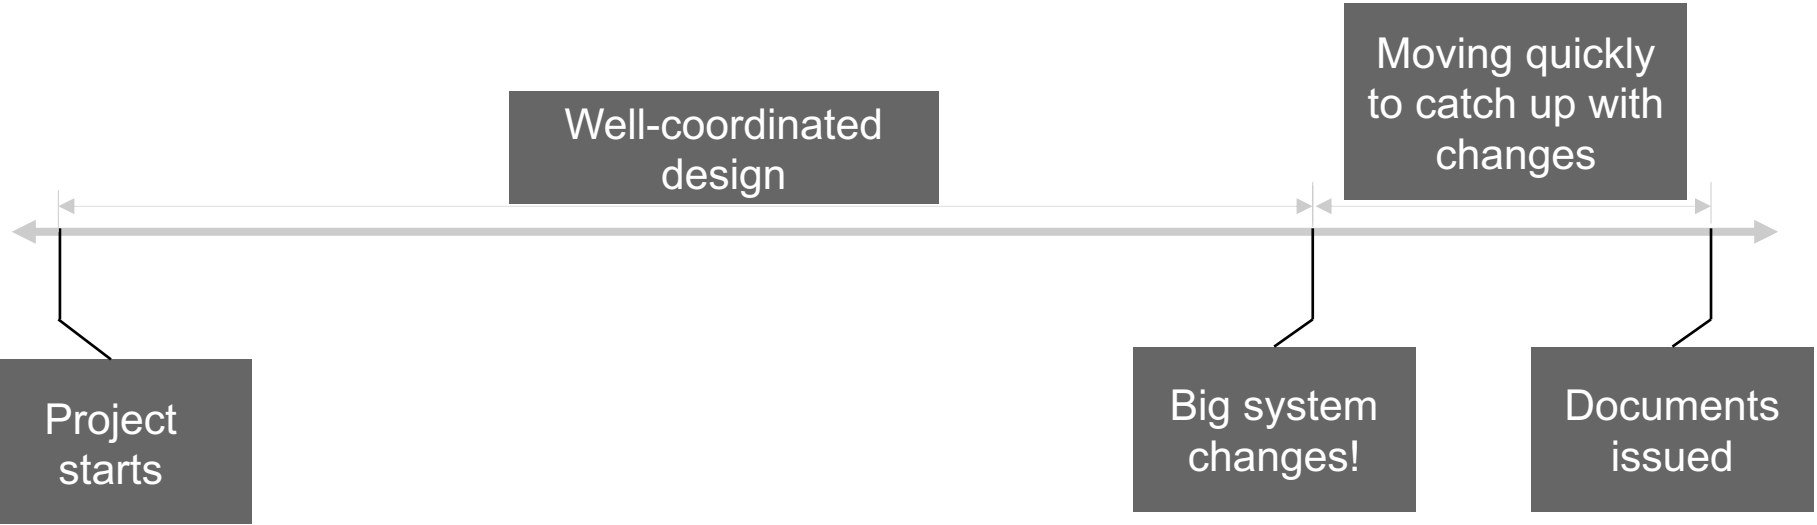 Moving quickly
to catch up with
changes
Well-coordinated
design
Project
starts
Big system
changes!
Documents
issued